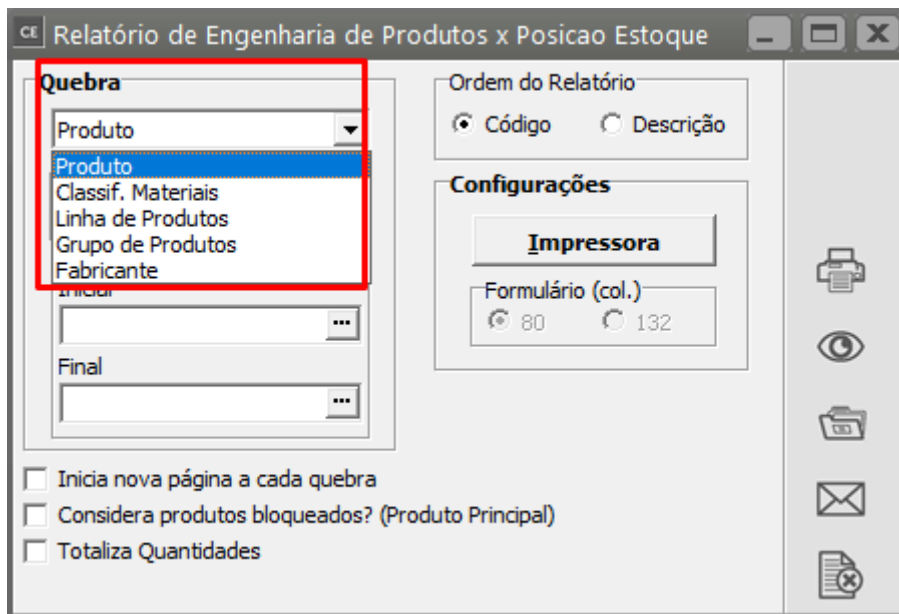 CE Relatório de Engenharia de Produtos x Posicao Estoque
Quebra
Produto
Produto
Classif. Materiais
Linha de Produtos
Grupo de Produtos
Fabricante
Inicial
...
Final
...
Inicia nova página a cada quebra
Considera produtos bloqueados? (Produto Principal)
Totaliza Quantidades
Ordem do Relatório
Código Descrição
Configurações
Impressora
Formulário (col.)
80 132